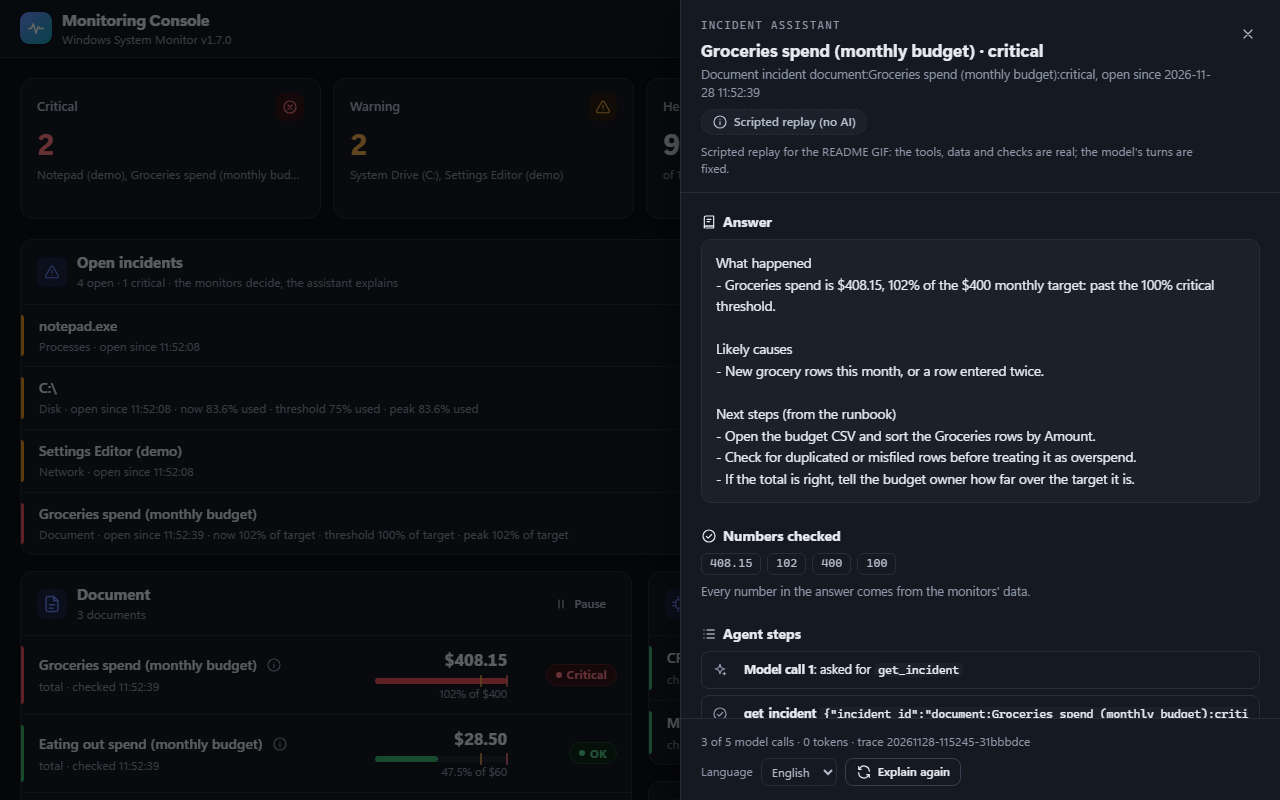 Monitoring Console
Windows System Monitor v1.7.0
Critical
2
Notepad (demo), Groceries spend (monthly bud...
Warning
2
System Drive (C:), Settings Editor (demo)
Open incidents
4 open · 1 critical · the monitors decide, the assistant explains
notepad.exe
Processes · open since 11:52:08
C:\
Disk · open since 11:52:08 · now 83.6% used · threshold 75% used · peak 83.6% used
Settings Editor (demo)
Network · open since 11:52:08
Groceries spend (monthly budget)
Document · open since 11:52:39 · now 102% of target · threshold 100% of target · peak 102% of target
Document
3 documents
Pause
Groceries spend (monthly budget)
total · checked 11:52:39
$408.15
102% of $400
Critical
Eating out spend (monthly budget)
total · checked 11:52:39
$28.50
47.5% of $60
OK
INCIDENT ASSISTANT
Groceries spend (monthly budget) · critical
Document incident document:Groceries spend (monthly budget):critical, open since 2026-11-
28 11:52:39
Scripted replay (no AI)
Scripted replay for the README GIF: the tools, data and checks are real; the model's turns are
fixed.
Answer
What happened
- Groceries spend is $408.15, 102% of the $400 monthly target: past the 100% critical
threshold.
Likely causes
- New grocery rows this month, or a row entered twice.
Next steps (from the runbook)
- Open the budget CSV and sort the Groceries rows by Amount.
- Check for duplicated or misfiled rows before treating it as overspend.
- If the total is right, tell the budget owner how far over the target it is.
Numbers checked
408.15 102 400 100
Every number in the answer comes from the monitors' data.
Agent steps
Model call 1: asked for get_incident
get_incident {"incident_id":"document:Groceries spend (monthly budget):criti
3 of 5 model calls · 0 tokens · trace 20261128-115245-31bbbdce
Language English Explain again